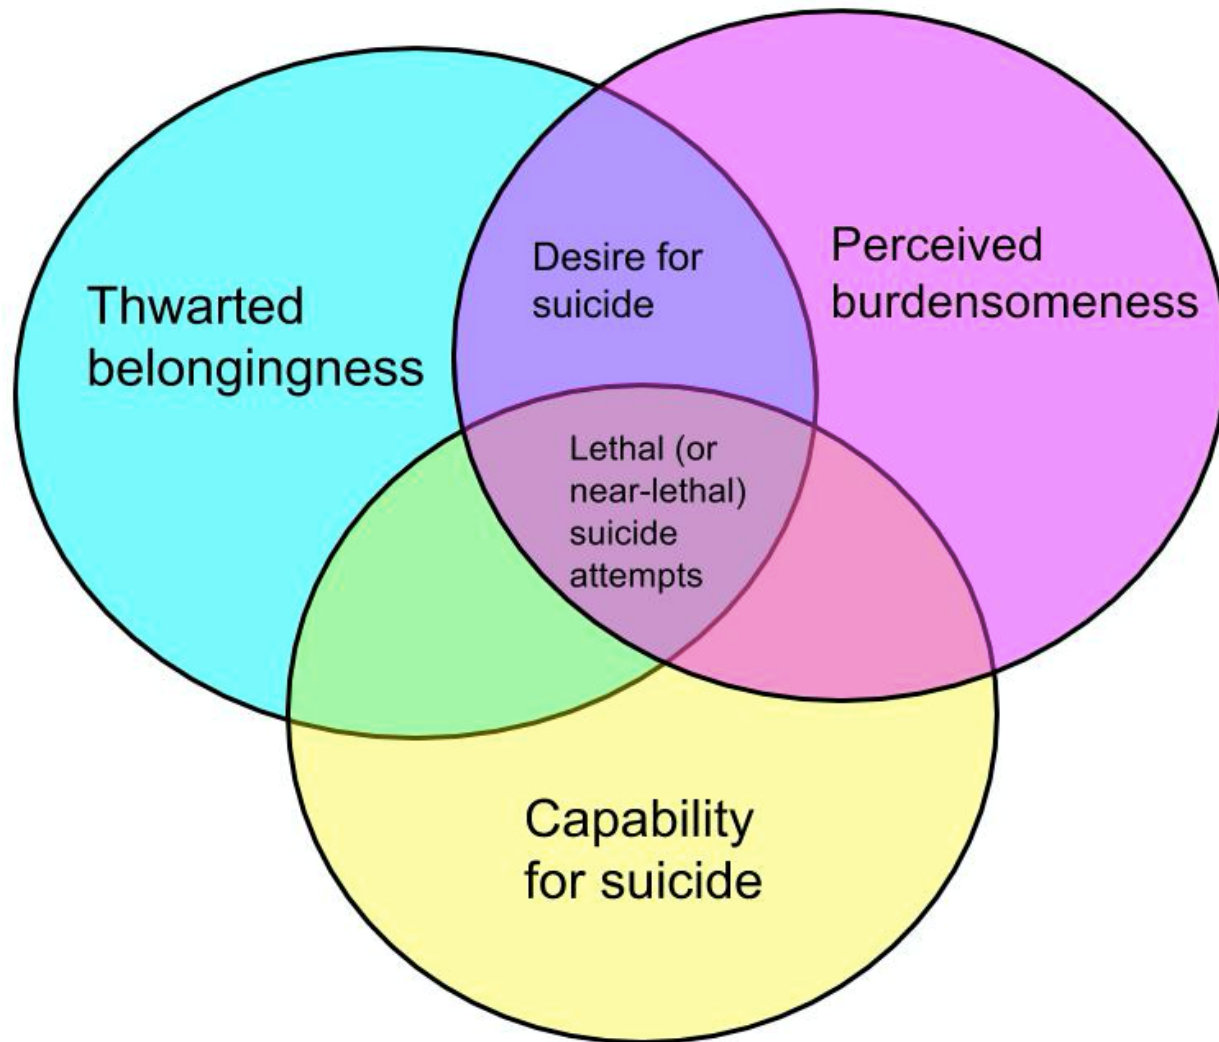 Thwarted
belongingness
Desire for
suicide
Perceived
burdensomeness
Lethal (or
near-lethal)
suicide
attempts
Capability
for suicide